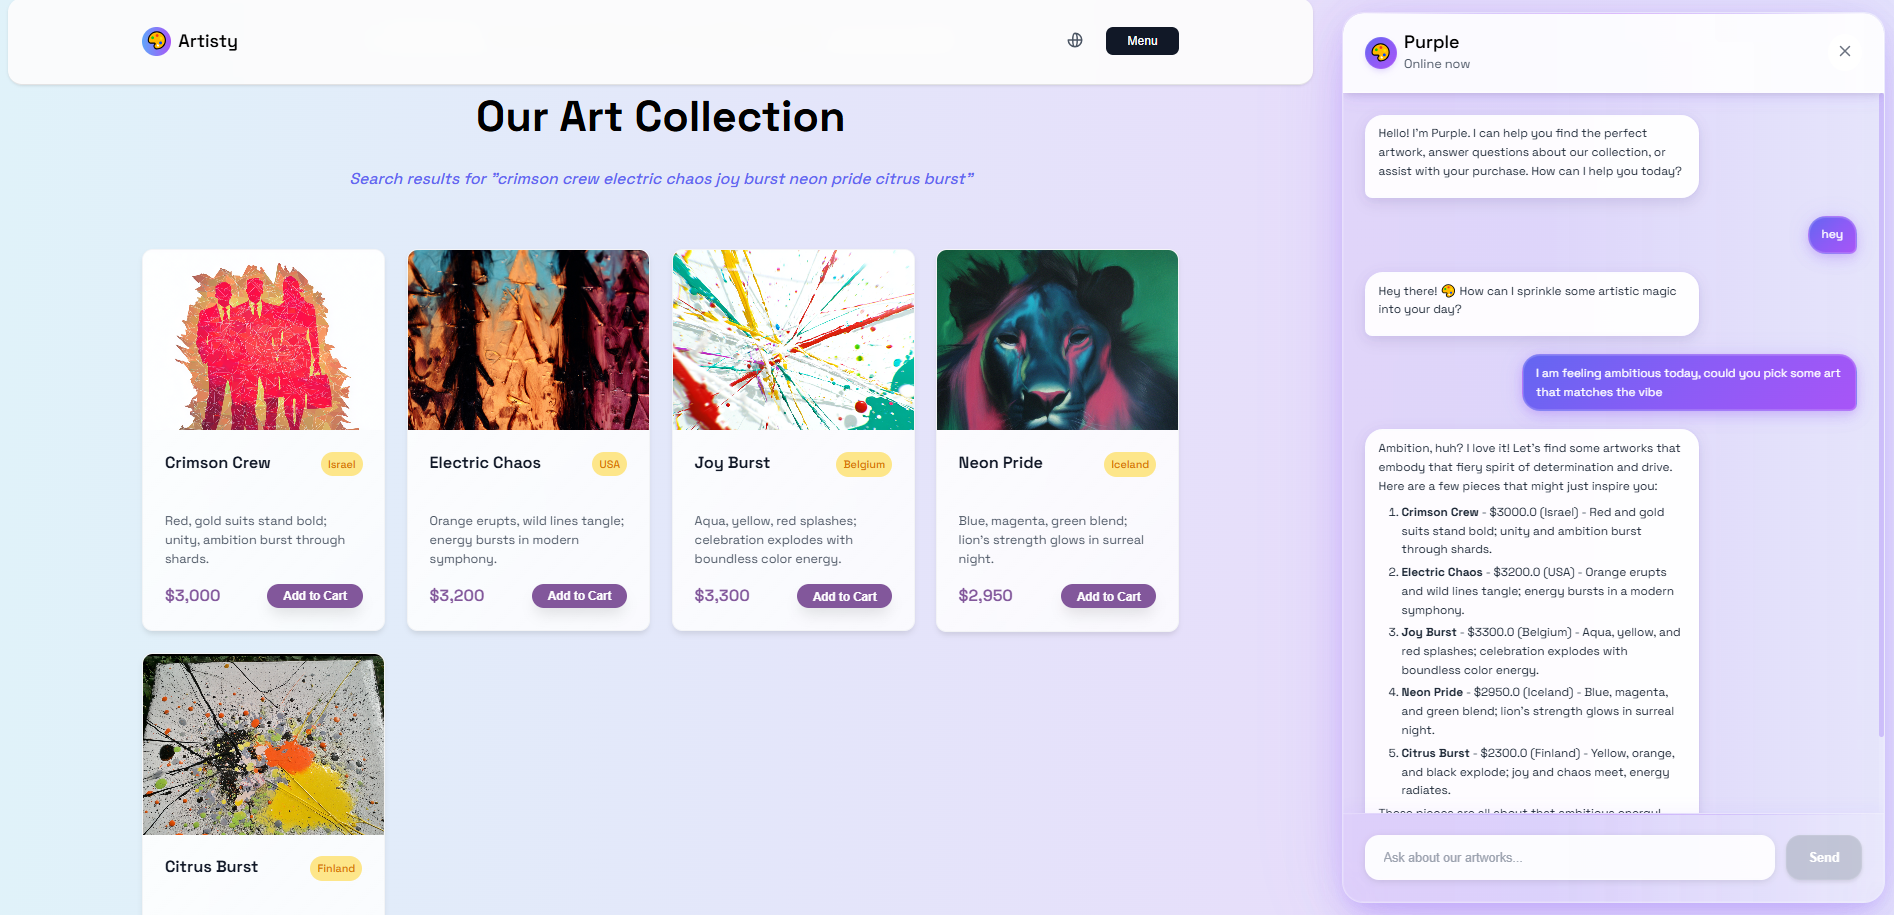 Artisty
Menu
Our Art Collection
Search results for "crimson crew electric chaos joy burst neon pride citrus burst"
Crimson Crew
Israel
Red, gold suits stand bold;
unity, ambition burst through
shards.
$3,000
Add to Cart
Electric Chaos
USA
Orange erupts, wild lines tangle;
energy bursts in modern
symphony.
$3,200
Add to Cart
Joy Burst
Belgium
Aqua, yellow, red splashes;
celebration explodes with
boundless color energy.
$3,300
Add to Cart
Neon Pride
Iceland
Blue, magenta, green blend;
lion's strength glows in surreal
night.
$2,950
Add to Cart
Citrus Burst
Finland
Purple
Online now
Hello! I'm Purple. I can help you find the perfect
artwork, answer questions about our collection, or
assist with your purchase. How can I help you today?
hey
Hey there! 🎨 How can I sprinkle some artistic magic
into your day?
I am feeling ambitious today, could you pick some art
that matches the vibe
Ambition, huh? I love it! Let's find some artworks that
embody that fiery spirit of determination and drive.
Here are a few pieces that might just inspire you:
1. Crimson Crew - $3000.0 (Israel) - Red and gold
suits stand bold; unity and ambition burst
through shards.
2. Electric Chaos - $3200.0 (USA) - Orange erupts
and wild lines tangle; energy bursts in a modern
symphony.
3. Joy Burst - $3300.0 (Belgium) - Aqua, yellow, and
red splashes; celebration explodes with
boundless color energy.
4. Neon Pride - $2950.0 (Iceland) - Blue, magenta,
and green blend; lion's strength glows in surreal
night.
5. Citrus Burst - $2300.0 (Finland) - Yellow, orange,
and black explode; joy and chaos meet, energy
radiates.
These pieces are all about that ambitious energy!
Ask about our artworks...
Send